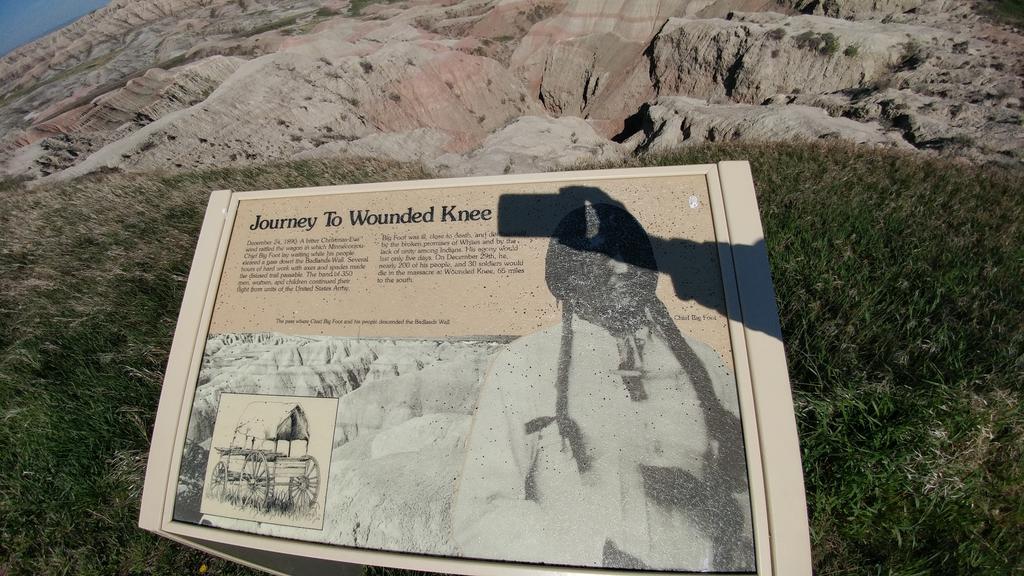 Journey To Wounded Knee
December 24, 1890. A bitter Christmas Eve
wind rattled the wagon in which Minneconjou
Chief Big Foot lay waiting while his people
cleared a pass down the Badlands Wall. Several
hours of hard work with axes and spades made
the disused trail passable. The band of 350
men, women, and children continued their
flight from units of the United States Army.
Big Foot was ill, close to death, and
by the broken promises of Whites and by the
lack of unity among Indians. His agony would
last only five days. On December 29th, he,
nearly 200 of his people, and 30 soldiers would
die in the massacre at Wounded Knee, 65 miles
to the south.
The pass where Chief Big Foot and his people descended the Badlands Wall.
Chief Big Foot